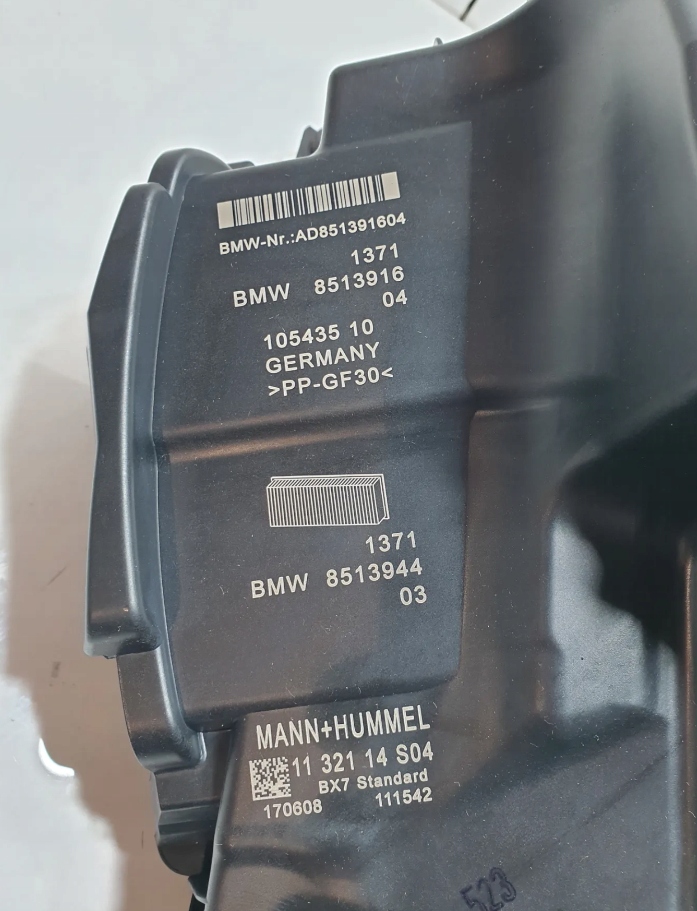 BMW-Nr.:AD851391604
1371
BMW 8513916
04
105435 10
GERMANY
>PP-GF30<
1371
BMW 8513944
03
MANN+HUMMEL
11 321 14 S04
BX7 Standard
170608 111542
523